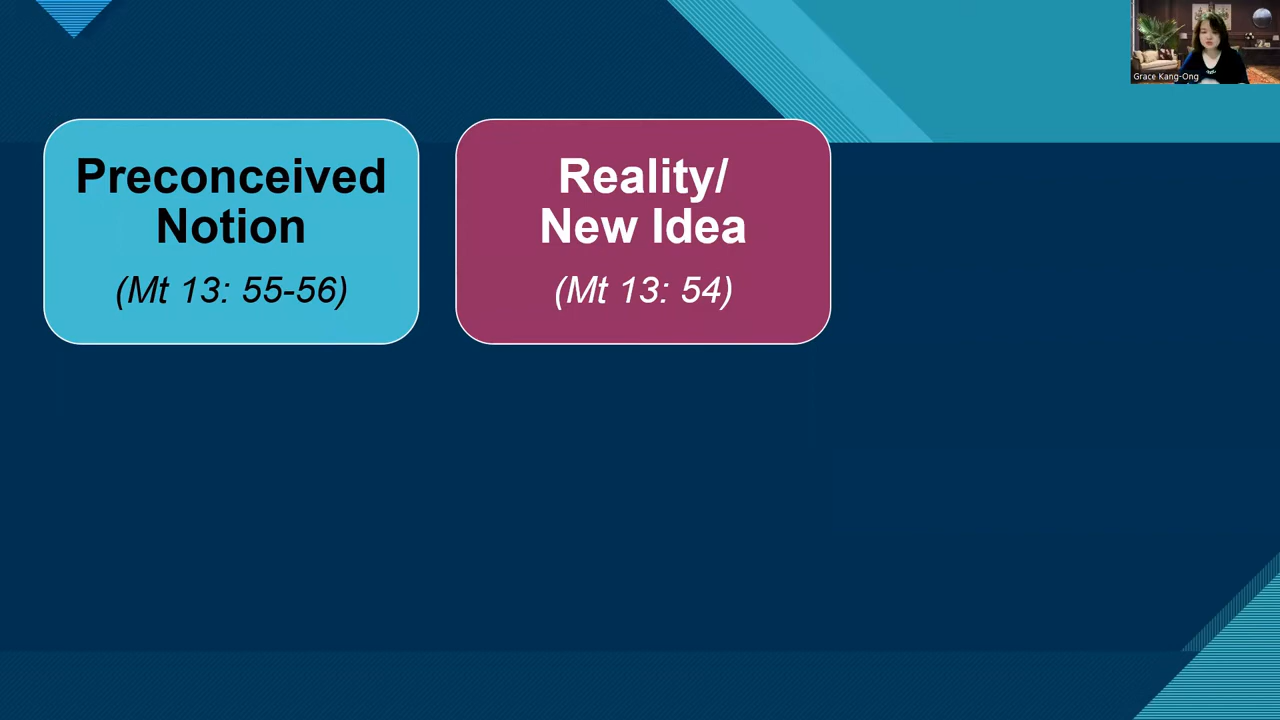 Grace Kang-Ong
Preconceived
Notion
(Mt 13: 55-56)
Reality/
New Idea
(Mt 13: 54)